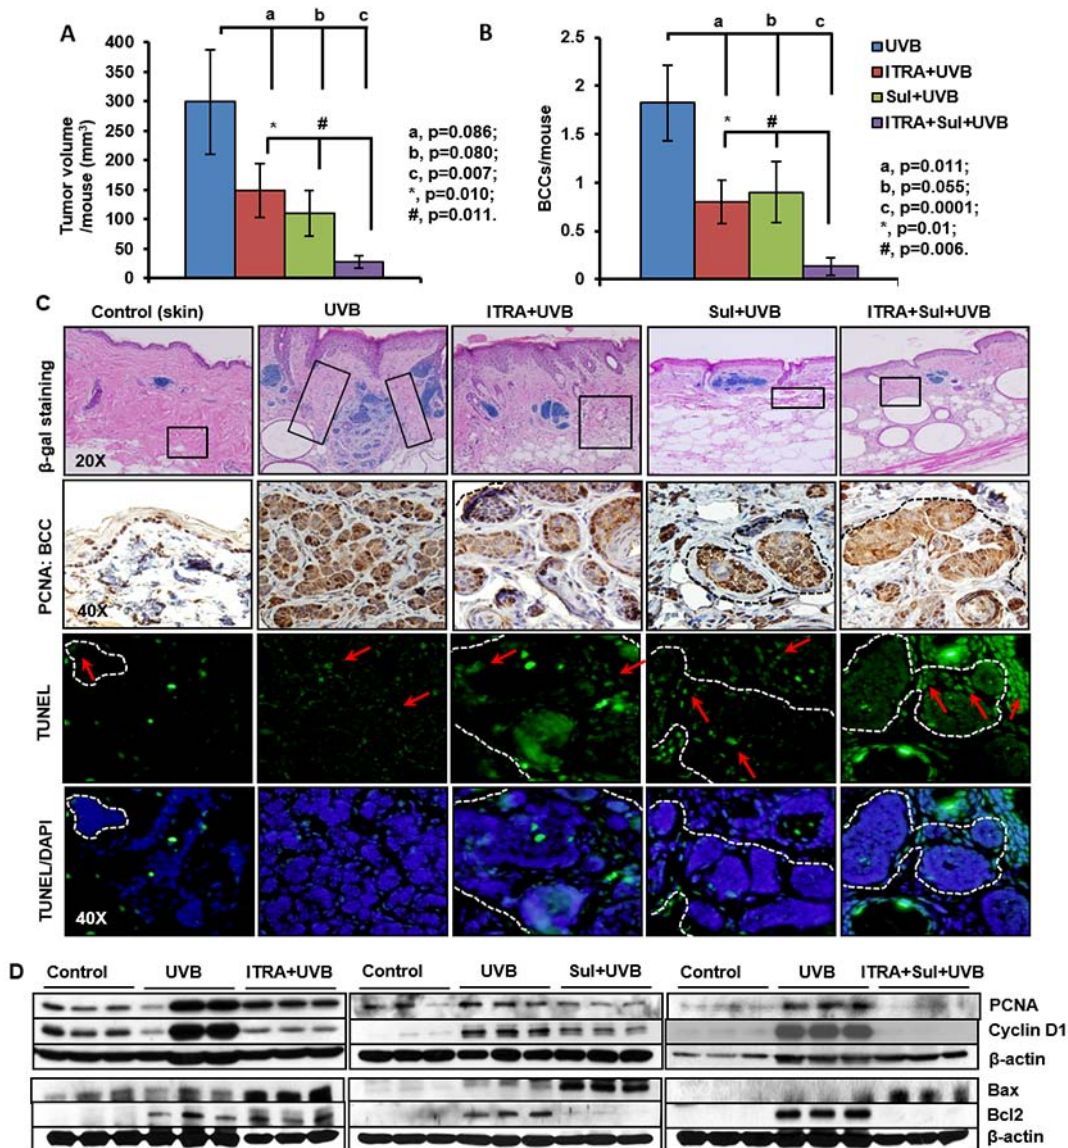 A
a b c
Tumor volume
/mouse (mm³)
400
350
300
250
200
150
100
50
0
* #
a, p=0.086;
b, p=0.080;
c, p=0.007;
*, p=0.010;
#, p=0.011.
B
a b c
BCCs/mouse
2.5
2
1.5
1
0.5
0
* #
UVB
ITRA+UVB
Sul+UVB
ITRA+Sul+UVB
a, p=0.011;
b, p=0.055;
c, p=0.0001;
*, p=0.01;
#, p=0.006.
C
Control (skin) UVB ITRA+UVB Sul+UVB ITRA+Sul+UVB
β-gal staining
20X
PCNA: BCC
40X
TUNEL
TUNEL/DAPI
40X
D
Control UVB ITRA+UVB Control UVB Sul+UVB Control UVB ITRA+Sul+UVB
PCNA
Cyclin D1
β-actin
Bax
Bcl2
β-actin